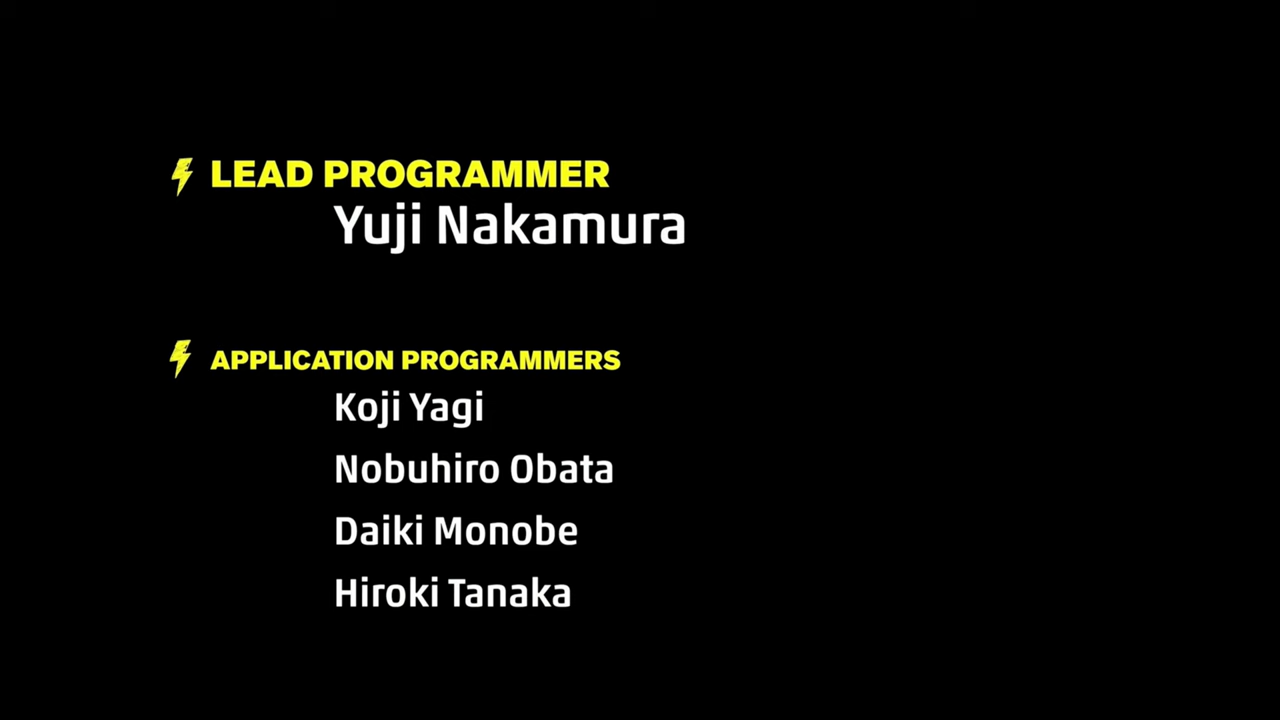 LEAD PROGRAMMER
Yuji Nakamura
APPLICATION PROGRAMMERS
Koji Yagi
Nobuhiro Obata
Daiki Monobe
Hiroki Tanaka